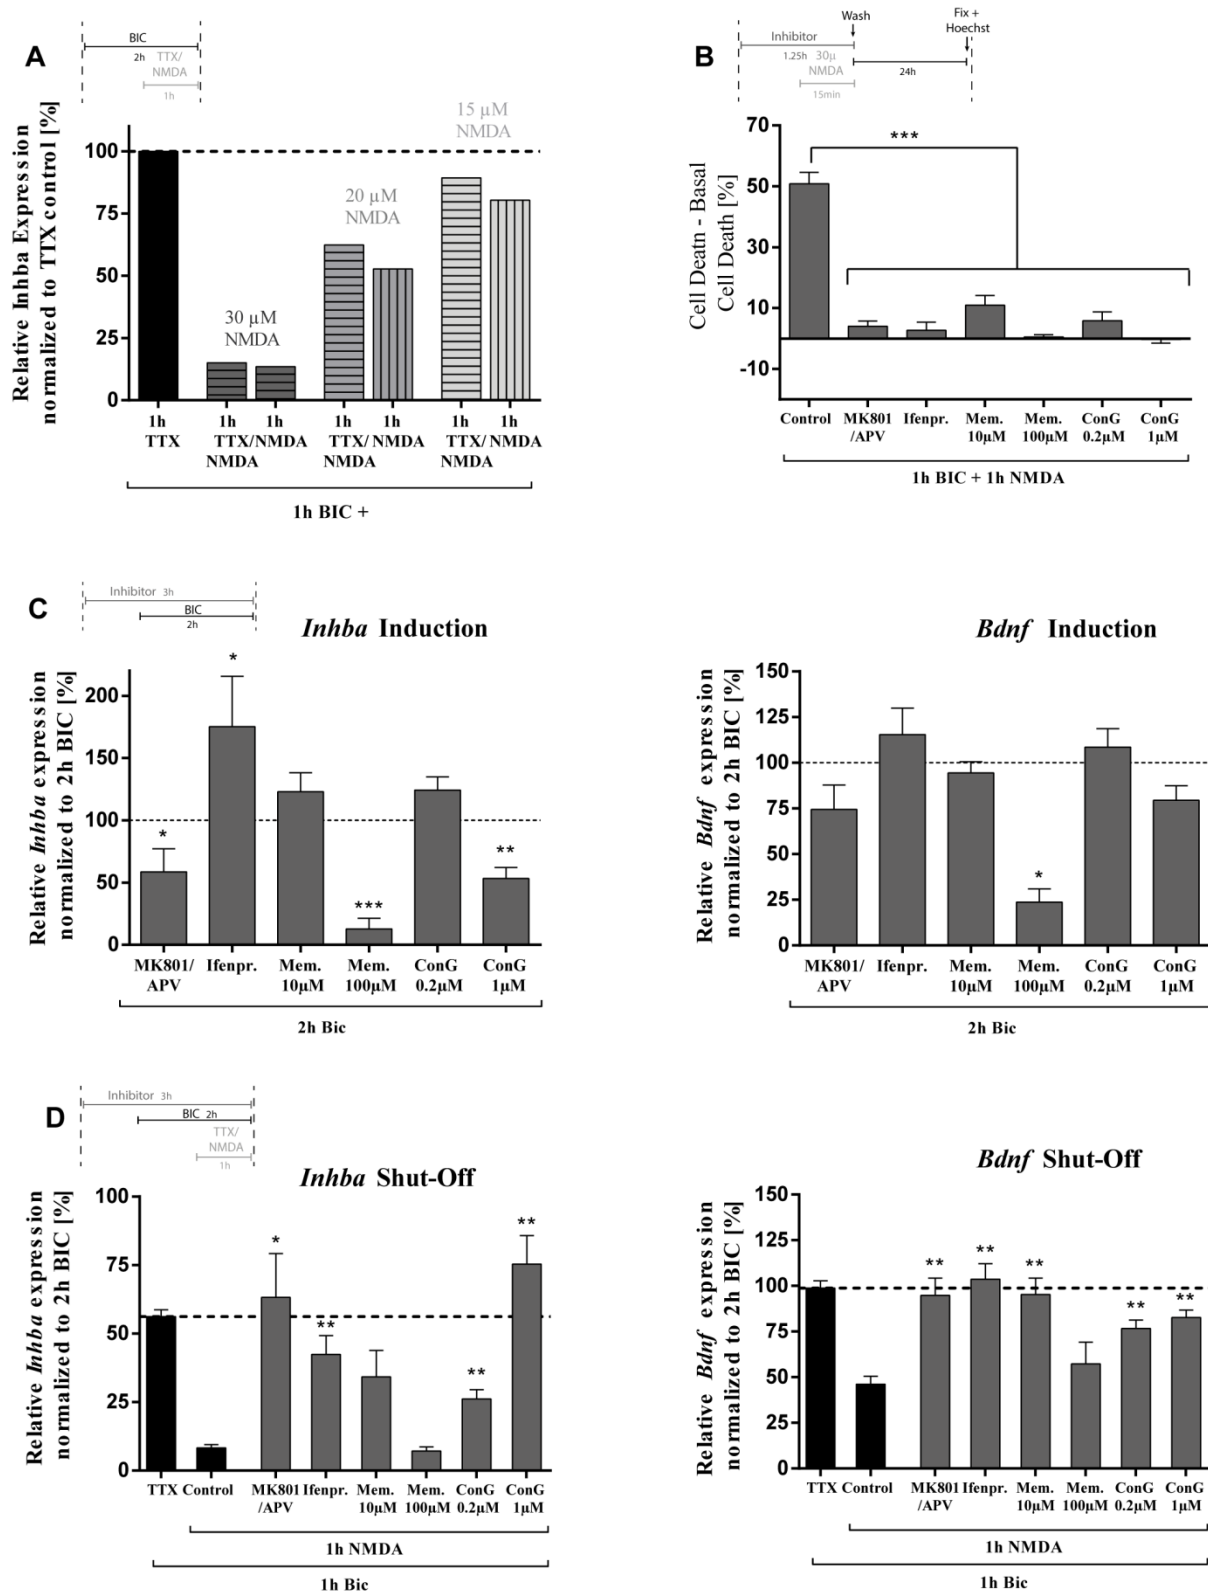 A
BIC
2h
TTX/
NMDA
1h
Relative Inhba Expression
normalized to TTX control [%]
100
75
50
25
0
30 µM
NMDA
20 µM
NMDA
15 µM
NMDA
1h 1h 1h 1h 1h 1h 1h
TTX TTX/NMDA TTX/ NMDA TTX/ NMDA
NMDA NMDA NMDA
1h BIC +
B
Wash
Fix +
Hoechst
Inhibitor
1.25h 30µ
NMDA
15min
24h
Cell Deatn - Basal
Cell Death [%]
70
50
30
10
-10
***
Control MK801 Ifenpr. Mem. Mem. ConG ConG
/APV 10µM 100µM 0.2µM 1µM
1h BIC + 1h NMDA
C
Inhibitor 3h
BIC
2h
Inhba Induction
Relative Inhba expression
normalized to 2h BIC [%]
200
150
100
50
0
*
*
***
**
MK801/ Ifenpr. Mem. Mem. ConG ConG
APV 10µM 100µM 0.2µM 1µM
2h Bic
Bdnf Induction
Relative Bdnf expression
normalized to 2h BIC [%]
150
125
100
75
50
25
0
*
MK801/ Ifenpr. Mem. Mem. ConG ConG
APV 10µM 100µM 0.2µM 1µM
2h Bic
D
Inhibitor 3h
BIC 2h
TTX/
NMDA
1h
Inhba Shut-Off
Relative Inhba expression
normalized to 2h BIC [%]
100
75
50
25
0
*
**
**
**
TTX Control MK801 Ifenpr. Mem. Mem. ConG ConG
/APV 10µM 100µM 0.2µM 1µM
1h NMDA
1h Bic
Bdnf Shut-Off
Relative Bdnf expression
normalized to 2h BIC [%]
150
125
100
75
50
25
0
**
**
**
**
**
TTX Control MK801 Ifenpr. Mem. Mem. ConG ConG
/APV 10µM 100µM 0.2µM 1µM
1h NMDA
1h Bic